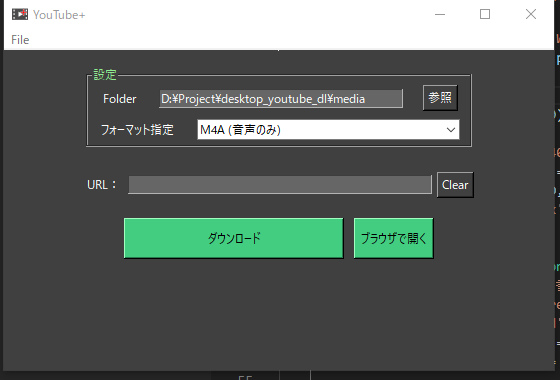 YouTube+
File
設定
Folder D:¥Project¥desktop_youtube_dl¥media 参照
フォーマット指定 M4A (音声のみ)
URL： Clear
ダウンロード ブラウザで開く
55